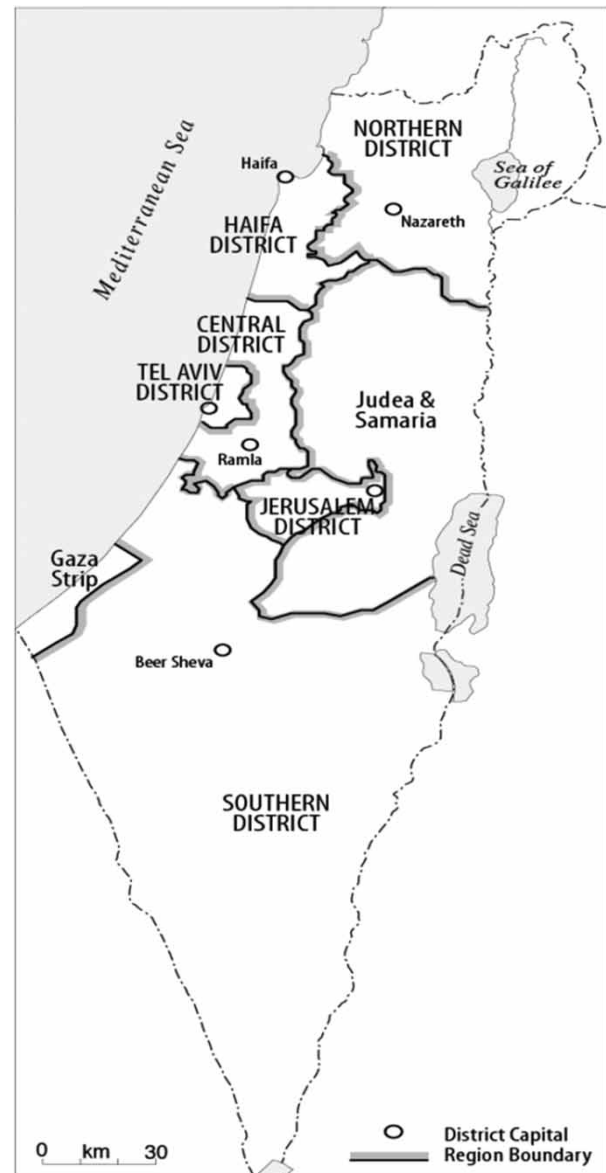 NORTHERN
DISTRICT
Mediterranean Sea
Haifa
Sea of
Galilee
Nazareth
HAIFA
DISTRICT
CENTRAL
DISTRICT
TEL AVIV
DISTRICT
Judea &
Samaria
Ramla
JERUSALEM
DISTRICT
Dead Sea
Gaza
Strip
Beer Sheva
SOUTHERN
DISTRICT
District Capital
0 km 30
Region Boundary